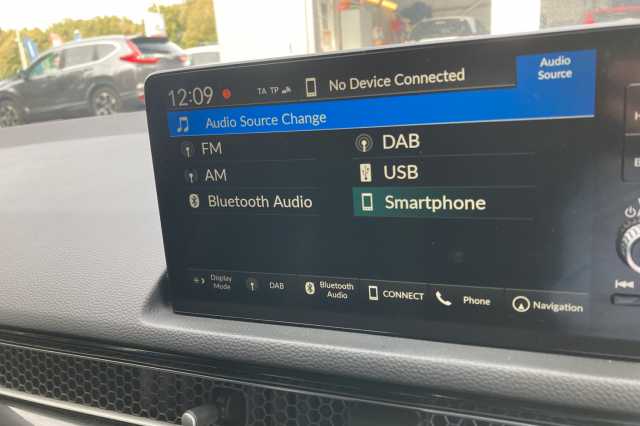 12:09 TA TP No Device Connected
Audio Source
Audio Source Change
FM
DAB
AM
USB
Bluetooth Audio
Smartphone
Display Mode
DAB
Bluetooth Audio
CONNECT
Phone
Navigation